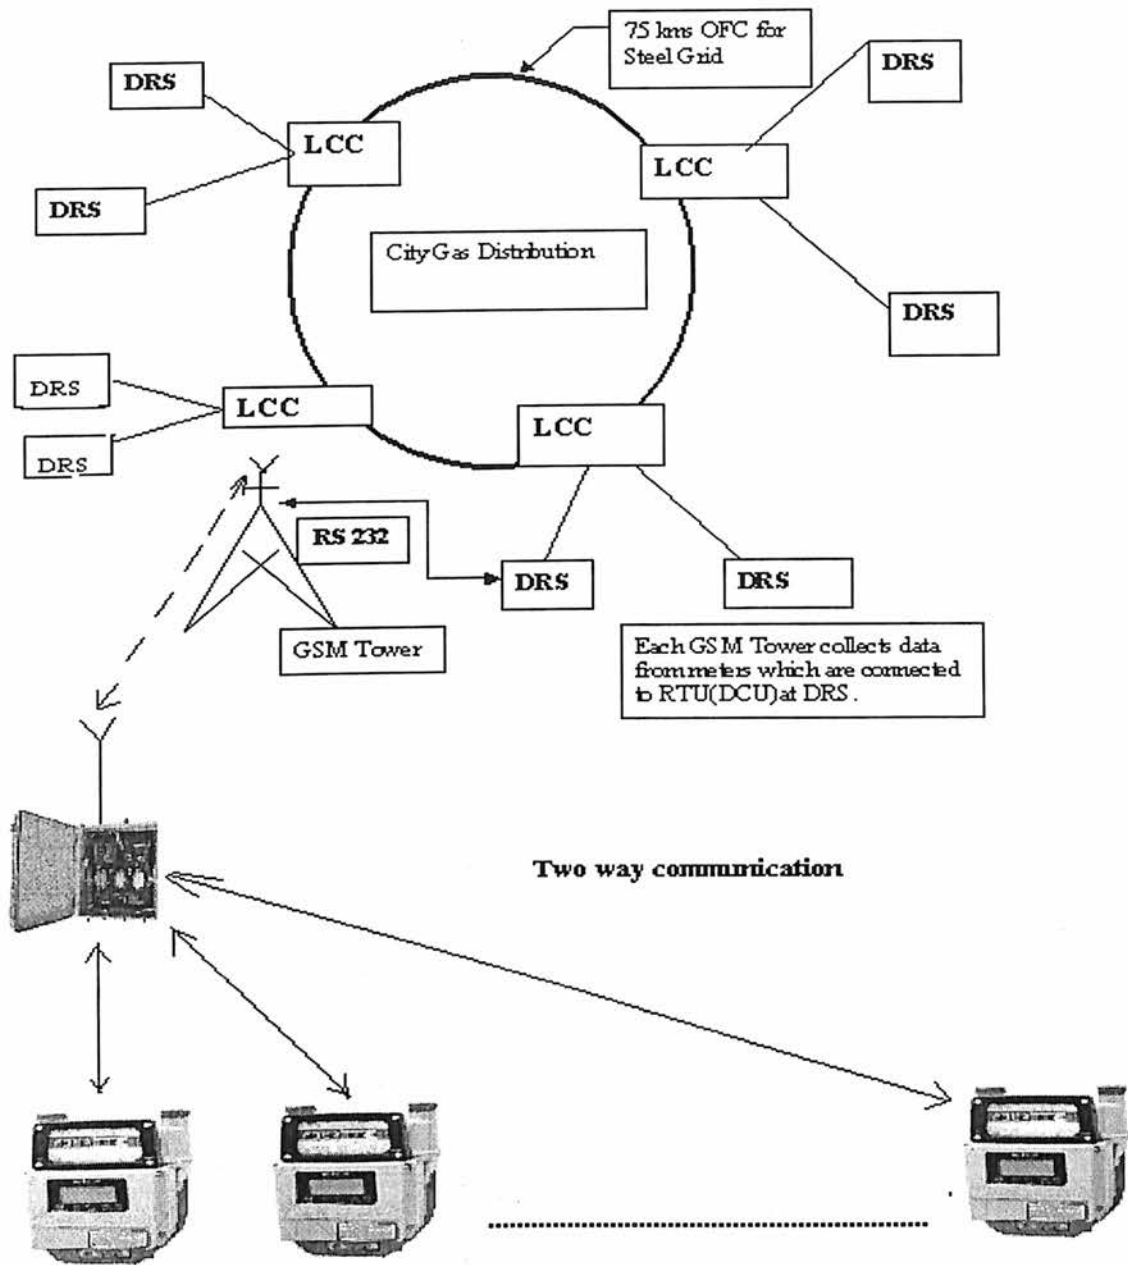 75 kms OFC for
Steel Grid
DRS
DRS
LCC
LCC
DRS
City Gas Distribution
DRS
DRS
LCC
LCC
DRS
RS 232
DRS
DRS
GSM Tower
Each GSM Tower collects data
from meters which are connected
to RTU(DCU) at DRS.
Two way communication